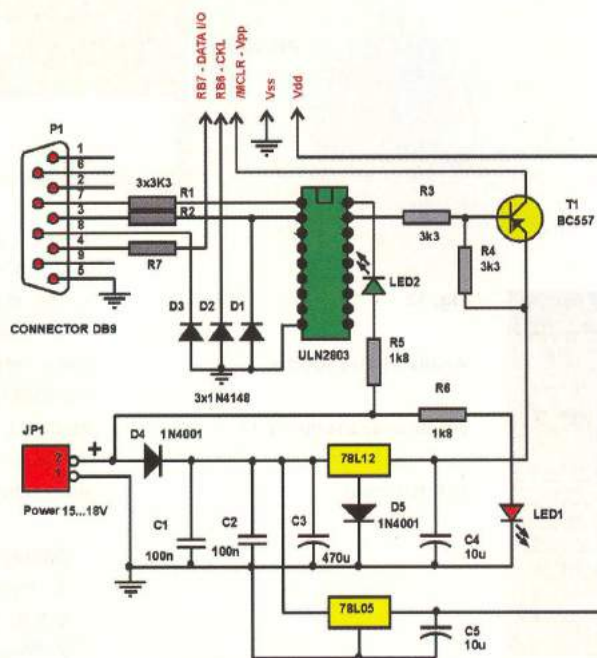 RB7 - DATA I/O
RB6 - CKL
/MCLR - Vpp
Vss
Vdd
P1
1
6
2
7
3
8
4
9
5
CONNECTOR DB9
3x3K3
R1
R2
R7
D3
D2
D1
3x1N4148
ULN2803
LED2
R5
1k8
R3
3k3
R4
3k3
T1
BC557
R6
1k8
JP1
2
1
+
Power 15...18V
D4
1N4001
C1
100n
C2
100n
C3
470u
78L12
D5
1N4001
C4
10u
LED1
78L05
C5
10u